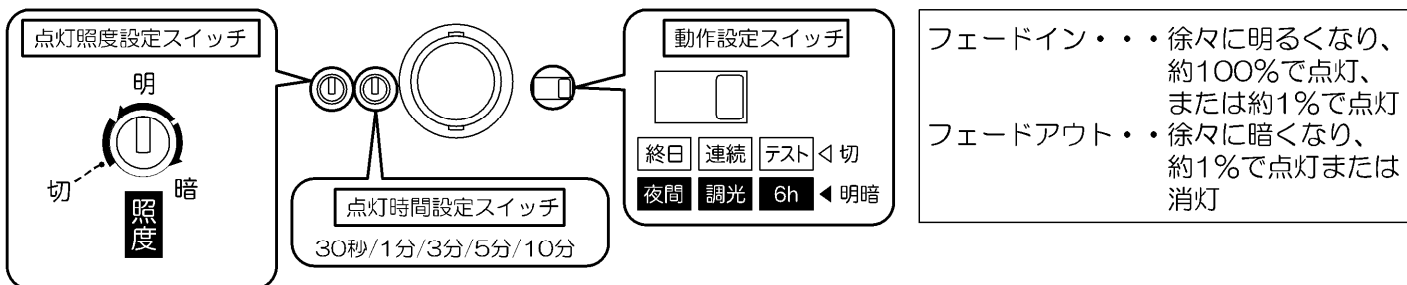 点灯照度設定スイッチ
明
切
暗
照度
点灯時間設定スイッチ
30秒/1分/3分/5分/10分
動作設定スイッチ
終日 連続 テスト ◁ 切
夜間 調光 6h ◀ 明暗
フェードイン・・・徐々に明るくなり、
約100%で点灯、
または約1%で点灯
フェードアウト・・徐々に暗くなり、
約1%で点灯または
消灯